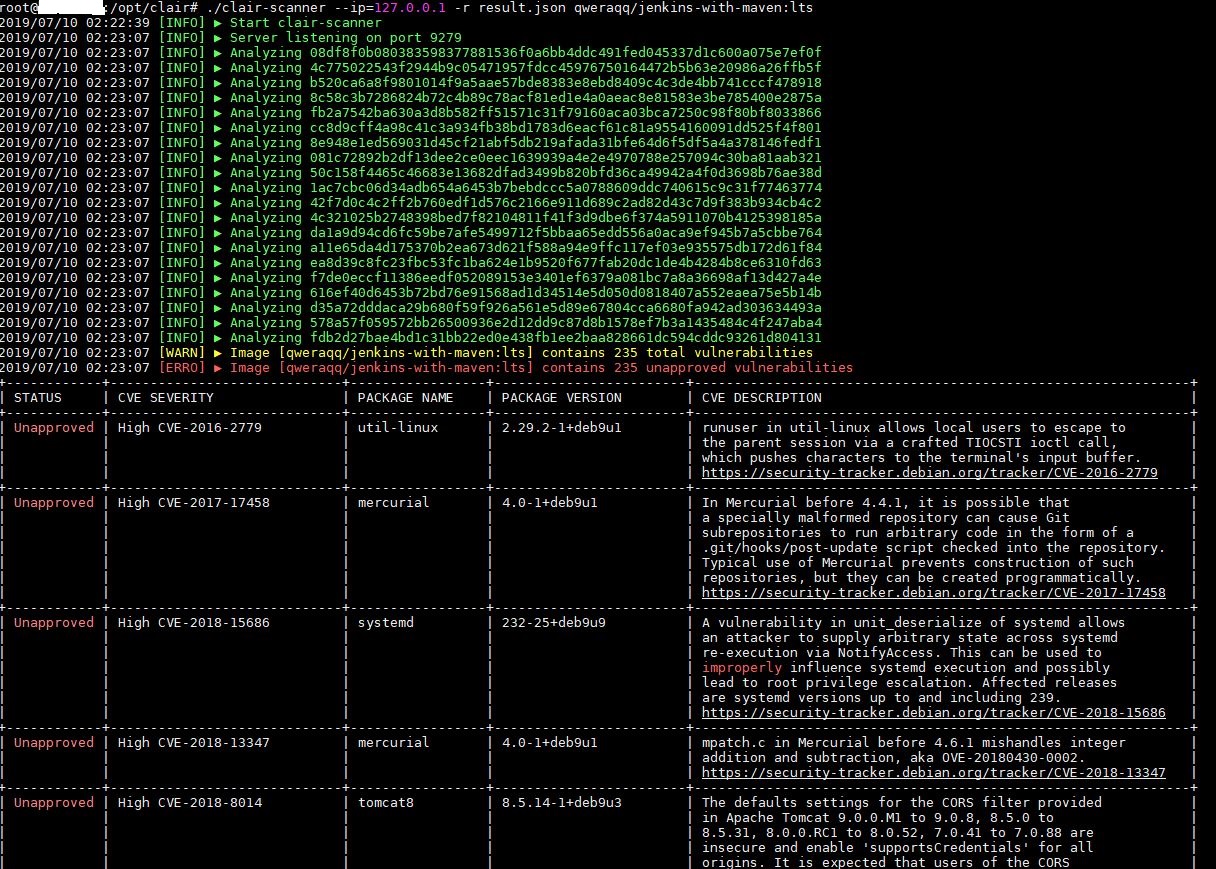 root@ :/opt/clair# ./clair-scanner --ip=127.0.0.1 -r result.json qweraqq/jenkins-with-maven:lts
2019/07/10 02:22:39 [INFO] ▶ Start clair-scanner
2019/07/10 02:23:07 [INFO] ▶ Server listening on port 9279
2019/07/10 02:23:07 [INFO] ▶ Analyzing 08df8f0b080383598377881536f0a6bb4ddc491fed045337d1c600a075e7ef0f
2019/07/10 02:23:07 [INFO] ▶ Analyzing 4c775022543f2944b9c05471957fdcc45976750164472b5b63e20986a26ffb5f
2019/07/10 02:23:07 [INFO] ▶ Analyzing b520ca6a8f9801014f9a5aae57bde8383e8ebd8409c4c3de4bb741cccf478918
2019/07/10 02:23:07 [INFO] ▶ Analyzing 8c58c3b7286824b72c4b89c78acf81ed1e4a0aeac8e81583e3be785400e2875a
2019/07/10 02:23:07 [INFO] ▶ Analyzing fb2a7542ba630a3d8b582ff51571c31f79160aca03bca7250c98f80bf8033866
2019/07/10 02:23:07 [INFO] ▶ Analyzing cc8d9cff4a98c41c3a934fb38bd1783d6eacf61c81a9554160091dd525f4f801
2019/07/10 02:23:07 [INFO] ▶ Analyzing 8e948e1ed569031d45cf21abf5db219afada31bfe64d6f5df5a4a378146fedf1
2019/07/10 02:23:07 [INFO] ▶ Analyzing 081c72892b2df13dee2ce0eec1639939a4e2e4970788e257094c30ba81aab321
2019/07/10 02:23:07 [INFO] ▶ Analyzing 50c158f4465c46683e13682dfad3499b820bfd36ca49942a4f0d3698b76ae38d
2019/07/10 02:23:07 [INFO] ▶ Analyzing 1ac7cbc06d34adb654a6453b7bebdccc5a0788609ddc740615c9c31f77463774
2019/07/10 02:23:07 [INFO] ▶ Analyzing 42f7d0c4c2ff2b760edf1d576c2166e911d689c2ad82d43c7d9f383b934cb4c2
2019/07/10 02:23:07 [INFO] ▶ Analyzing 4c321025b2748398bed7f82104811f41f3d9dbe6f374a5911070b4125398185a
2019/07/10 02:23:07 [INFO] ▶ Analyzing da1a9d94cd6fc59be7afe5499712f5bbaa65edd556a0aca9ef945b7a5cbbe764
2019/07/10 02:23:07 [INFO] ▶ Analyzing a11e65da4d175370b2ea673d621f588a94e9ffc117ef03e935575db172d61f84
2019/07/10 02:23:07 [INFO] ▶ Analyzing ea8d39c8fc23fbc53fc1ba624e1b9520f677fab20dc1de4b4284b8ce6310fd63
2019/07/10 02:23:07 [INFO] ▶ Analyzing f7de0eccf11386eedf052089153e3401ef6379a081bc7a8a36698af13d427a4e
2019/07/10 02:23:07 [INFO] ▶ Analyzing 616ef40d6453b72bd76e91568ad1d34514e5d050d0818407a552eaea75e5b14b
2019/07/10 02:23:07 [INFO] ▶ Analyzing d35a72dddaca29b680f59f926a561e5d89e67804cca6680fa942ad303634493a
2019/07/10 02:23:07 [INFO] ▶ Analyzing 578a57f059572bb26500936e2d12dd9c87d8b1578ef7b3a1435484c4f247aba4
2019/07/10 02:23:07 [INFO] ▶ Analyzing fdb2d27bae4bd1c31bb22ed0e438fb1ee2baa828661dc594cddc93261d804131
2019/07/10 02:23:07 [WARN] ▶ Image [qweraqq/jenkins-with-maven:lts] contains 235 total vulnerabilities
2019/07/10 02:23:07 [ERRO] ▶ Image [qweraqq/jenkins-with-maven:lts] contains 235 unapproved vulnerabilities
STATUS | CVE SEVERITY | PACKAGE NAME | PACKAGE VERSION | CVE DESCRIPTION
Unapproved | High CVE-2016-2779 | util-linux | 2.29.2-1+deb9u1 | runuser in util-linux allows local users to escape to
the parent session via a crafted TIOCSTI ioctl call,
which pushes characters to the terminal's input buffer.
https://security-tracker.debian.org/tracker/CVE-2016-2779
Unapproved | High CVE-2017-17458 | mercurial | 4.0-1+deb9u1 | In Mercurial before 4.4.1, it is possible that
a specially malformed repository can cause Git
subrepositories to run arbitrary code in the form of a
.git/hooks/post-update script checked into the repository.
Typical use of Mercurial prevents construction of such
repositories, but they can be created programmatically.
https://security-tracker.debian.org/tracker/CVE-2017-17458
Unapproved | High CVE-2018-15686 | systemd | 232-25+deb9u9 | A vulnerability in unit_deserialize of systemd allows
an attacker to supply arbitrary state across systemd
re-execution via NotifyAccess. This can be used to
improperly influence systemd execution and possibly
lead to root privilege escalation. Affected releases
are systemd versions up to and including 239.
https://security-tracker.debian.org/tracker/CVE-2018-15686
Unapproved | High CVE-2018-13347 | mercurial | 4.0-1+deb9u1 | mpatch.c in Mercurial before 4.6.1 mishandles integer
addition and subtraction, aka OVE-20180430-0002.
https://security-tracker.debian.org/tracker/CVE-2018-13347
Unapproved | High CVE-2018-8014 | tomcat8 | 8.5.14-1+deb9u3 | The defaults settings for the CORS filter provided
in Apache Tomcat 9.0.0.M1 to 9.0.8, 8.5.0 to
8.5.31, 8.0.0.RC1 to 8.0.52, 7.0.41 to 7.0.88 are
insecure and enable 'supportsCredentials' for all
origins. It is expected that users of the CORS